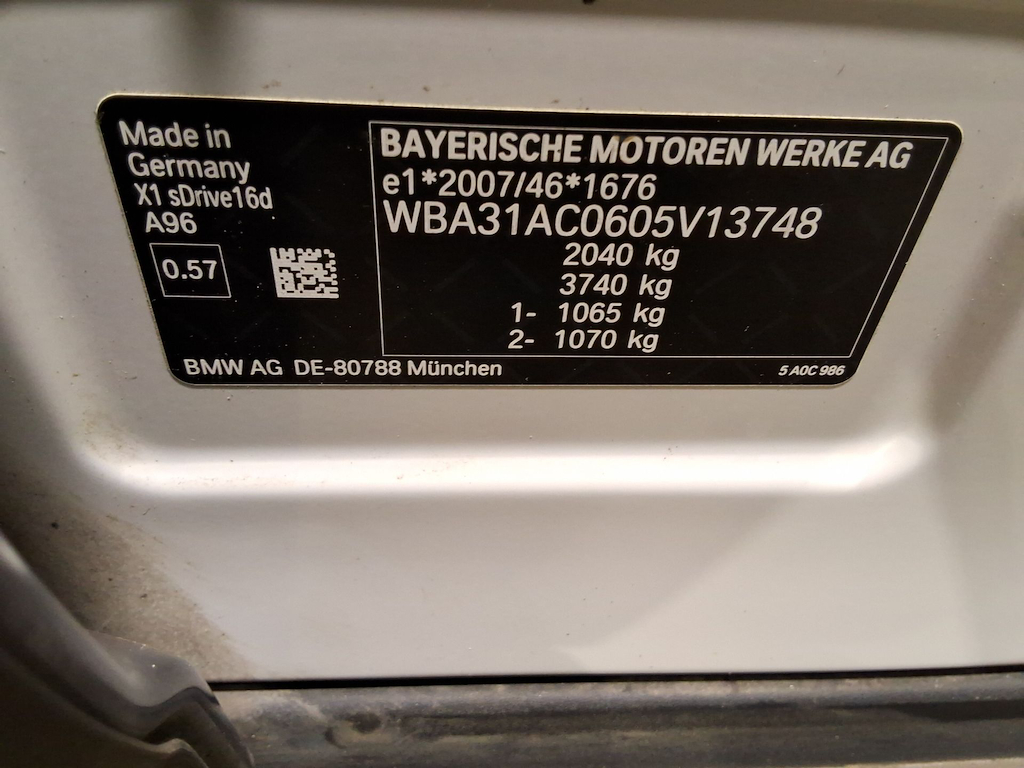 Made in
Germany
X1 sDrive16d
A96
0.57
BAYERISCHE MOTOREN WERKE AG
e1*2007/46*1676
WBA31AC0605V13748
2040 kg
3740 kg
1- 1065 kg
2- 1070 kg
BMW AG DE-80788 München
5 A0C 986